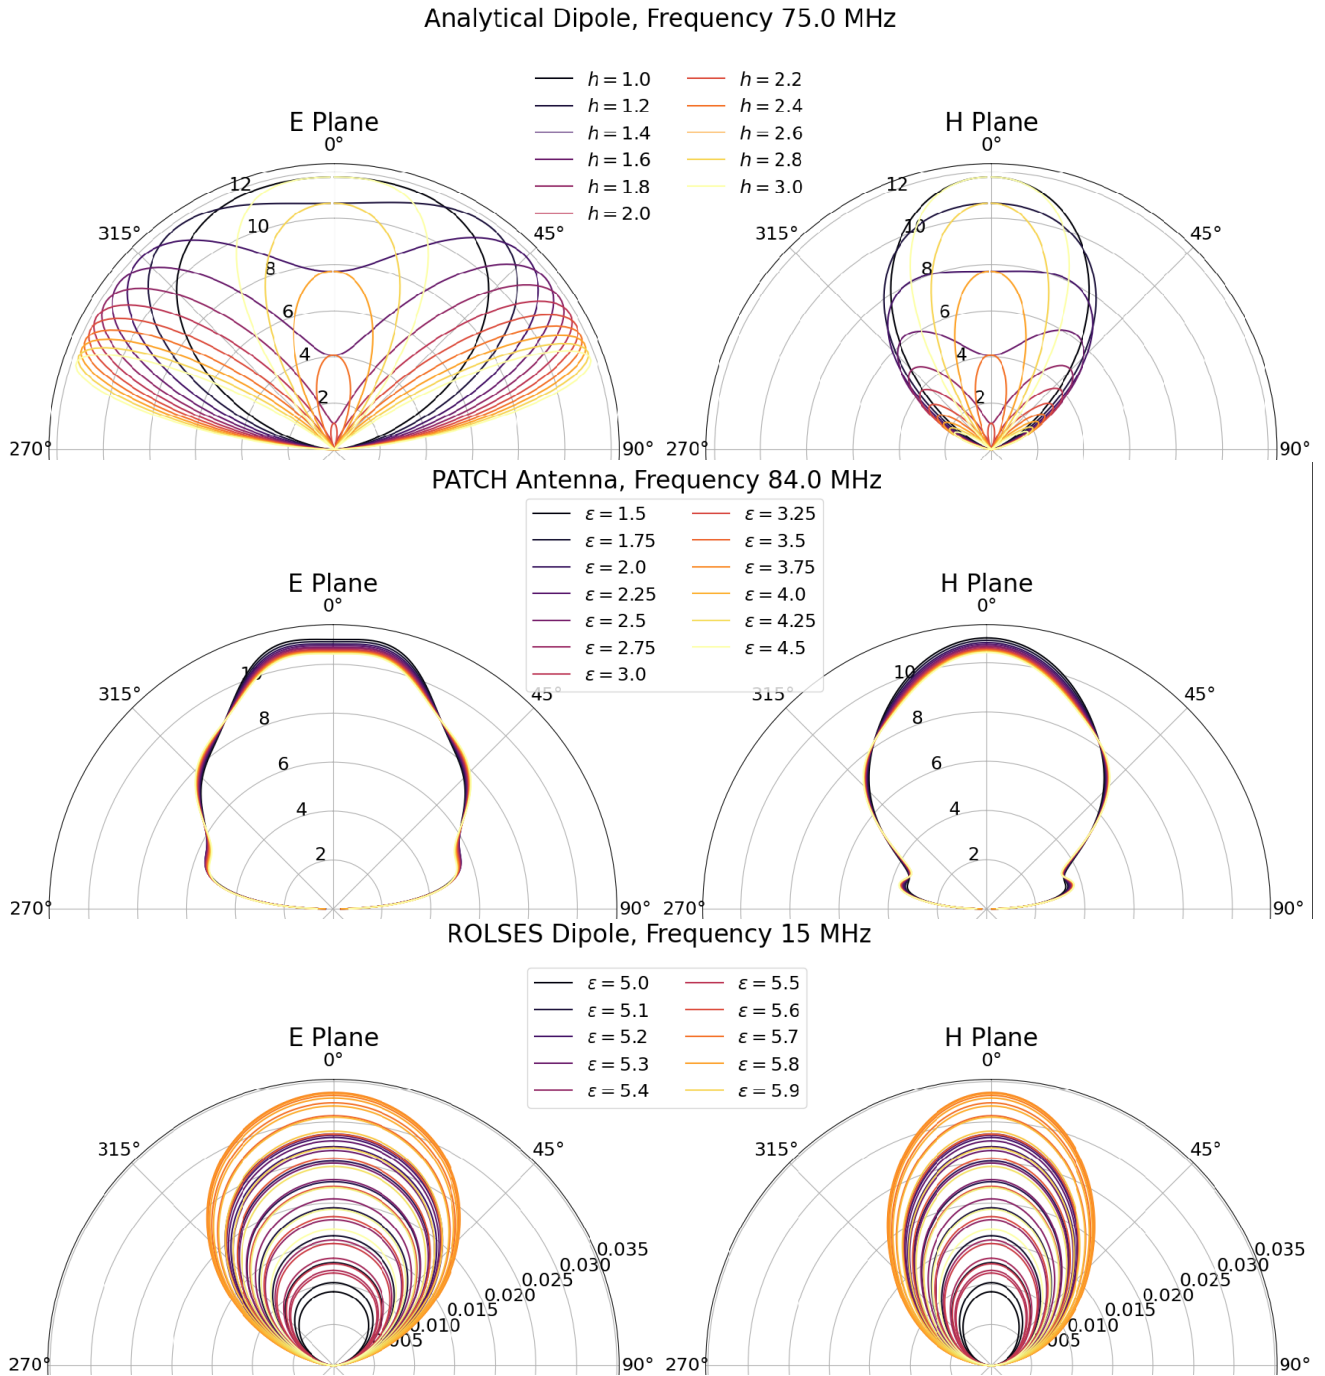 Analytical Dipole, Frequency 75.0 MHz
h = 1.0 h = 2.2
h = 1.2 h = 2.4
h = 1.4 h = 2.6
h = 1.6 h = 2.8
h = 1.8 h = 3.0
h = 2.0
E Plane H Plane
0° 0°
12 12
10 10
315° 45° 315° 45°
8 8
6 6
4 4
2 2
270° 90° 270° 90°
PATCH Antenna, Frequency 84.0 MHz
ε = 1.5 ε = 3.25
ε = 1.75 ε = 3.5
ε = 2.0 ε = 3.75
ε = 2.25 ε = 4.0
ε = 2.5 ε = 4.25
ε = 2.75 ε = 4.5
ε = 3.0
E Plane H Plane
0° 0°
10
315° 45° 315° 45°
8 8
6 6
4 4
2 2
270° 90° 270° 90°
ROLSES Dipole, Frequency 15 MHz
ε = 5.0 ε = 5.5
ε = 5.1 ε = 5.6
ε = 5.2 ε = 5.7
ε = 5.3 ε = 5.8
ε = 5.4 ε = 5.9
E Plane H Plane
0° 0°
315° 45° 315° 45°
0.035 0.035
0.030 0.030
0.025 0.025
0.020 0.020
0.015 0.015
0.010 0.010
270° 90° 270° 90°